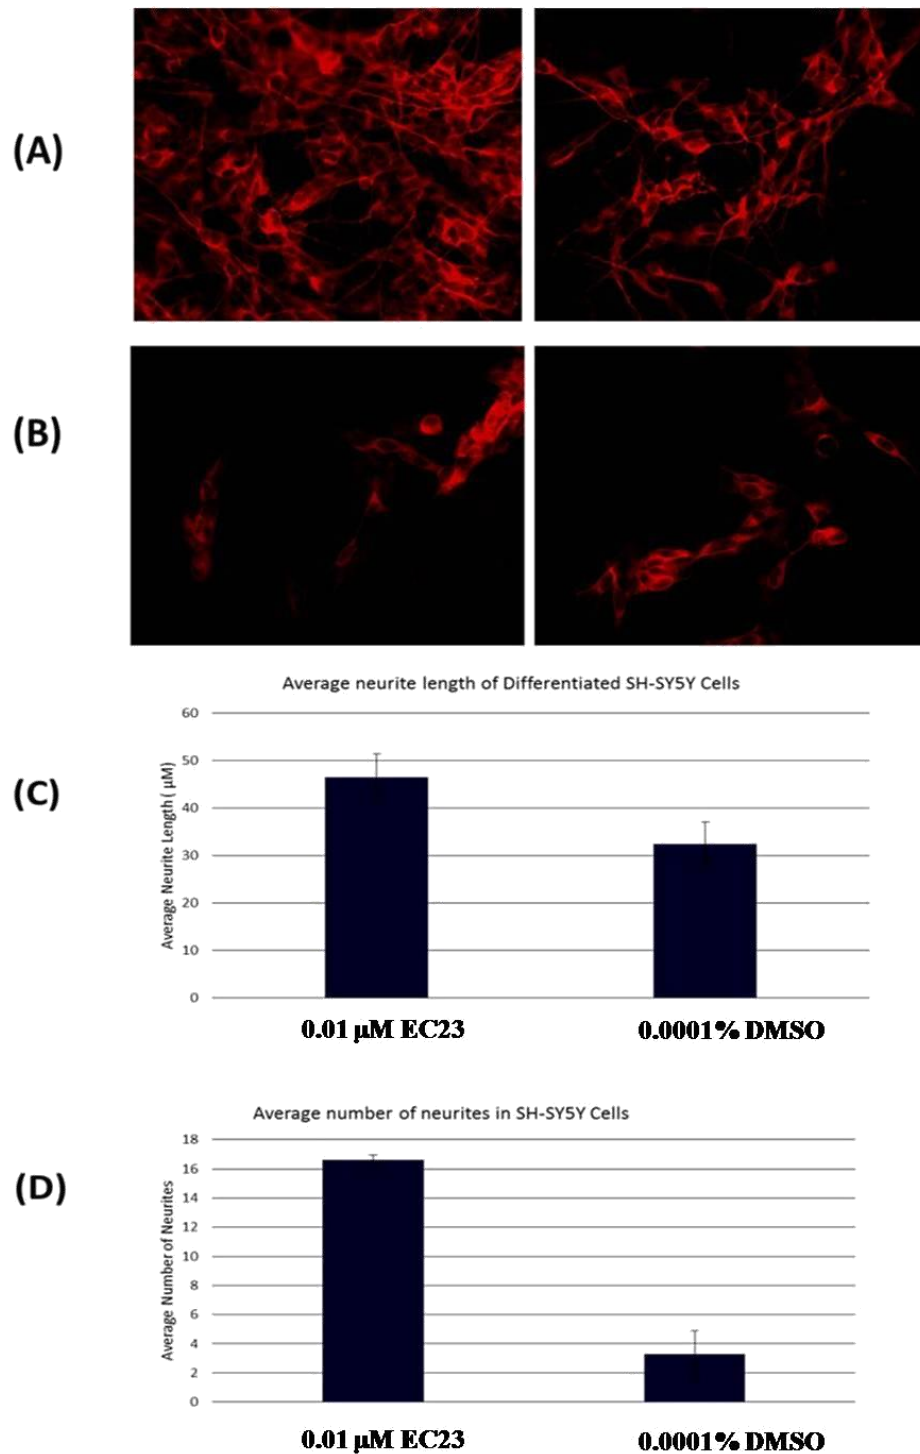 (A)
(B)
Average neurite length of Differentiated SH-SY5Y Cells
(C)
Average Neurite Length ( µM)
60
50
40
30
20
10
0
0.01 µM EC23
0.0001% DMSO
Average number of neurites in SH-SY5Y Cells
(D)
Average Number of Neurites
18
16
14
12
10
8
6
4
2
0
0.01 µM EC23
0.0001% DMSO